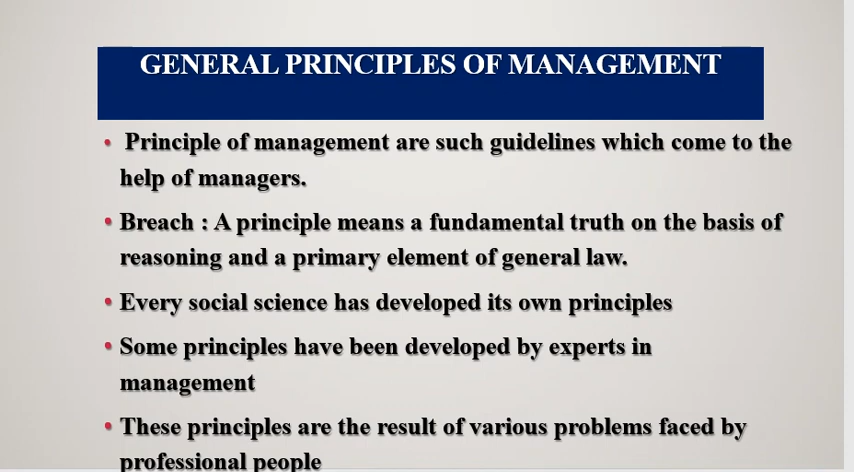 GENERAL PRINCIPLES OF MANAGEMENT
• Principle of management are such guidelines which come to the
help of managers.
• Breach : A principle means a fundamental truth on the basis of
reasoning and a primary element of general law.
• Every social science has developed its own principles
• Some principles have been developed by experts in
management
• These principles are the result of various problems faced by
professional people